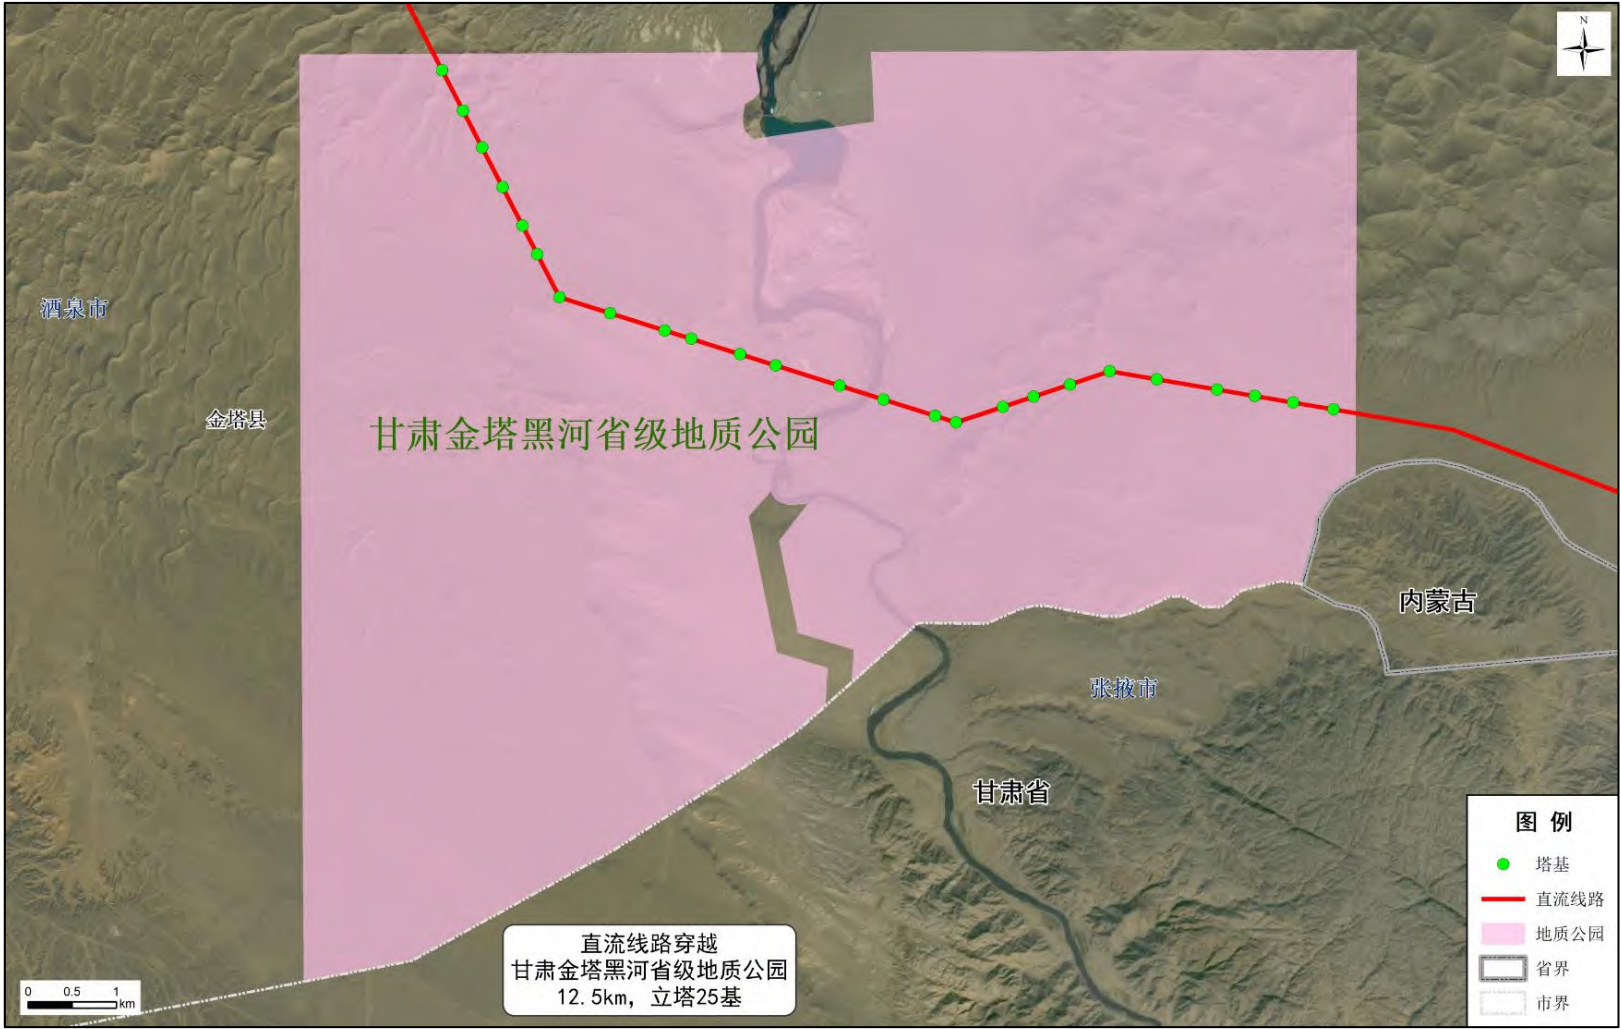 N
酒泉市
金塔县
甘肃金塔黑河省级地质公园
内蒙古
张掖市
甘肃省
直流线路穿越
甘肃金塔黑河省级地质公园
12.5km，立塔25基
0 0.5 1
km
图 例
塔基
直流线路
地质公园
省界
市界